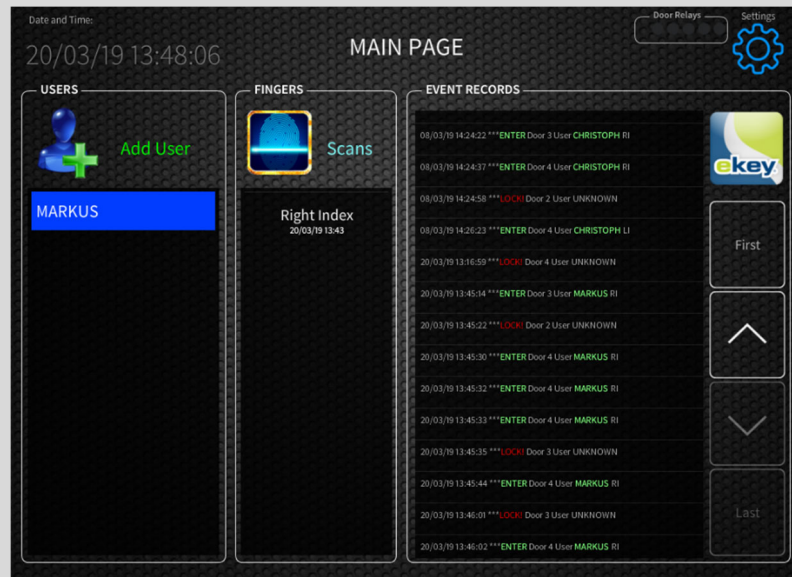 Date and Time:
20/03/19 13:48:06
MAIN PAGE
Door Relays
Settings
USERS
Add User
MARKUS
FINGERS
Scans
Right Index
20/03/19 13:43
EVENT RECORDS
08/03/19 14:24:22 ***ENTER Door 3 User CHRISTOPH RI
08/03/19 14:24:37 ***ENTER Door 4 User CHRISTOPH RI
08/03/19 14:24:58 ***LOCK! Door 2 User UNKNOWN
08/03/19 14:26:23 ***ENTER Door 4 User CHRISTOPH LI
20/03/19 13:16:59 ***LOCK! Door 4 User UNKNOWN
20/03/19 13:45:14 ***ENTER Door 3 User MARKUS RI
20/03/19 13:45:22 ***LOCK! Door 2 User UNKNOWN
20/03/19 13:45:30 ***ENTER Door 4 User MARKUS RI
20/03/19 13:45:32 ***ENTER Door 4 User MARKUS RI
20/03/19 13:45:33 ***ENTER Door 4 User MARKUS RI
20/03/19 13:45:35 ***LOCK! Door 3 User UNKNOWN
20/03/19 13:45:44 ***ENTER Door 4 User MARKUS RI
20/03/19 13:46:01 ***LOCK! Door 3 User UNKNOWN
20/03/19 13:46:02 ***ENTER Door 4 User MARKUS RI
ekey
First
Last